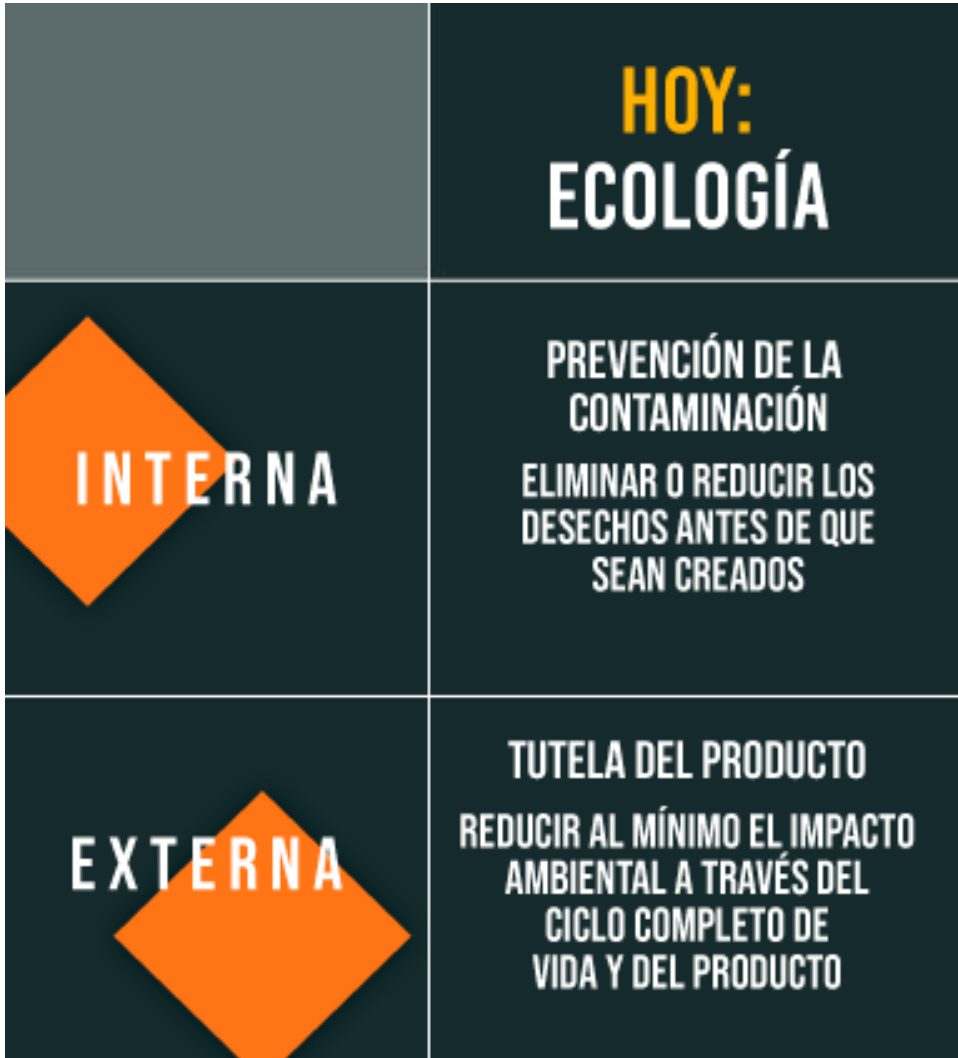 HOY:
ECOLOGÍA
INTERNA
PREVENCIÓN DE LA
CONTAMINACIÓN
ELIMINAR O REDUCIR LOS
DESECHOS ANTES DE QUE
SEAN CREADOS
EXTERNA
TUTELA DEL PRODUCTO
REDUCIR AL MÍNIMO EL IMPACTO
AMBIENTAL A TRAVÉS DEL
CICLO COMPLETO DE
VIDA Y DEL PRODUCTO